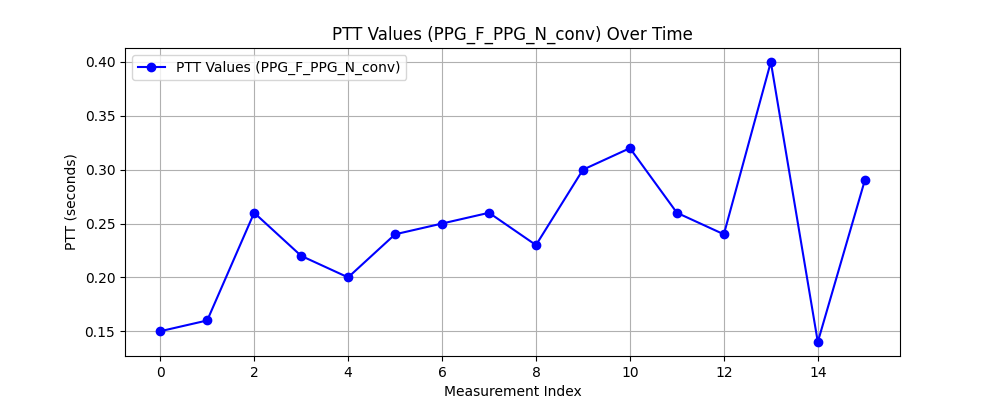 PTT Values (PPG_F_PPG_N_conv) Over Time
PTT Values (PPG_F_PPG_N_conv)
PTT (seconds)
0.40
0.35
0.30
0.25
0.20
0.15
0 2 4 6 8 10 12 14
Measurement Index